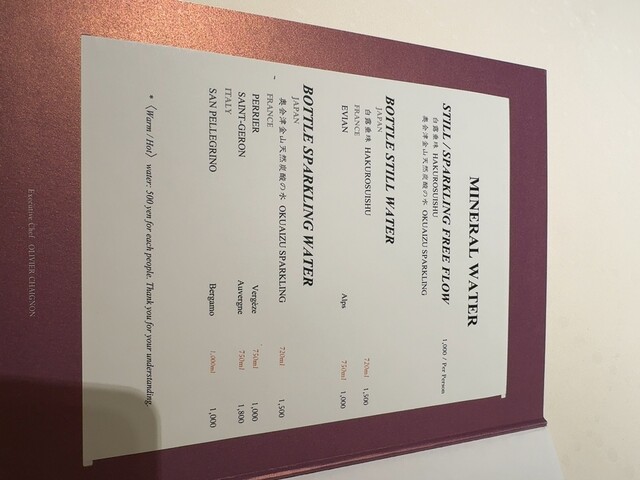 MINERAL WATER
STILL / SPARKLING FREE FLOW 1,000 / Per Person
白露垂珠 HAKUROSUISHU
奥会津金山天然炭酸の水 OKUAIZU SPARKLING
BOTTLE STILL WATER
JAPAN
白露垂珠 HAKUROSUISHU 720ml 1,500
FRANCE
EVIAN Alps 750ml 1,000
BOTTLE SPARKLING WATER
JAPAN
奥会津金山天然炭酸の水 OKUAIZU SPARKLING 720ml 1,500
FRANCE
PERRIER Vergèze 750ml 1,000
SAINT-GERON Auvergne 750ml 1,800
ITALY
SAN PELLEGRINO Bergamo 1,000ml 1,000
*〈Warm / Hot〉 water: 500 yen for each people. Thank you for your understanding.
Executive Chef OLIVIER CHAIGNON